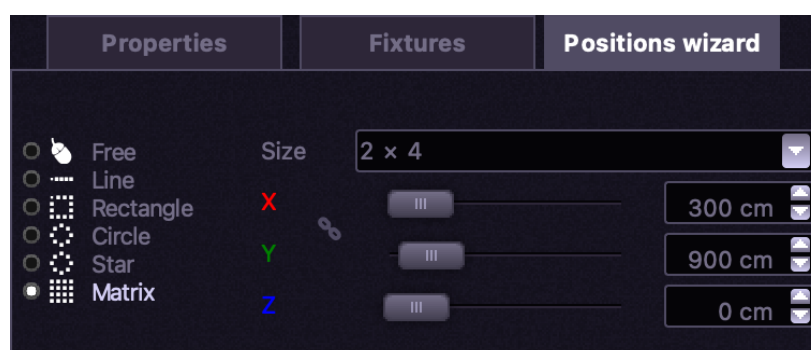 Properties Fixtures Positions wizard
Free Size 2 × 4
Line
Rectangle X 300 cm
Circle
Star Y 900 cm
Matrix Z 0 cm